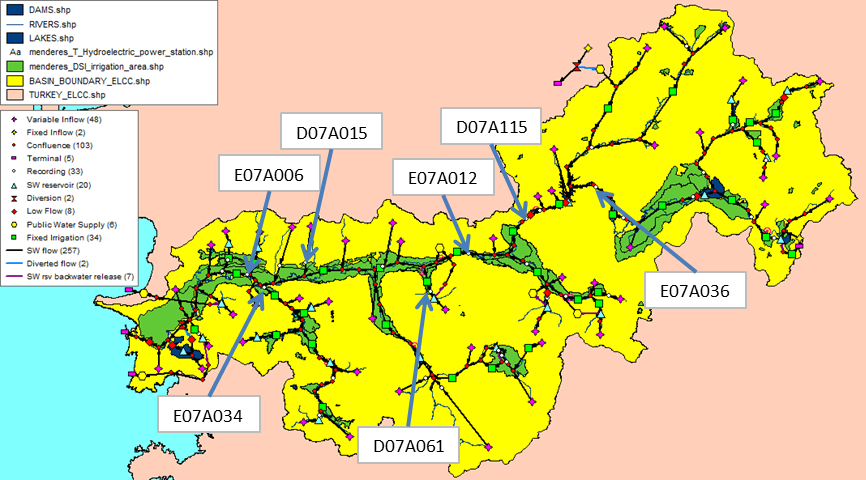 DAMS.shp
RIVERS.shp
LAKES.shp
Aa menderes_T_Hydroelectric_power_station.shp
menderes_DSI_irrigation_area.shp
BASIN_BOUNDARY_ELCC.shp
TURKEY_ELCC.shp
Variable Inflow (48)
Fixed Inflow (2)
Confluence (103)
Terminal (5)
Recording (33)
SW reservoir (20)
Diversion (2)
Low Flow (8)
Public Water Supply (6)
Fixed Irrigation (34)
SW flow (257)
Diverted flow (2)
SW rsv backwater release (7)
D07A015
D07A115
E07A006
E07A012
E07A036
E07A034
D07A061